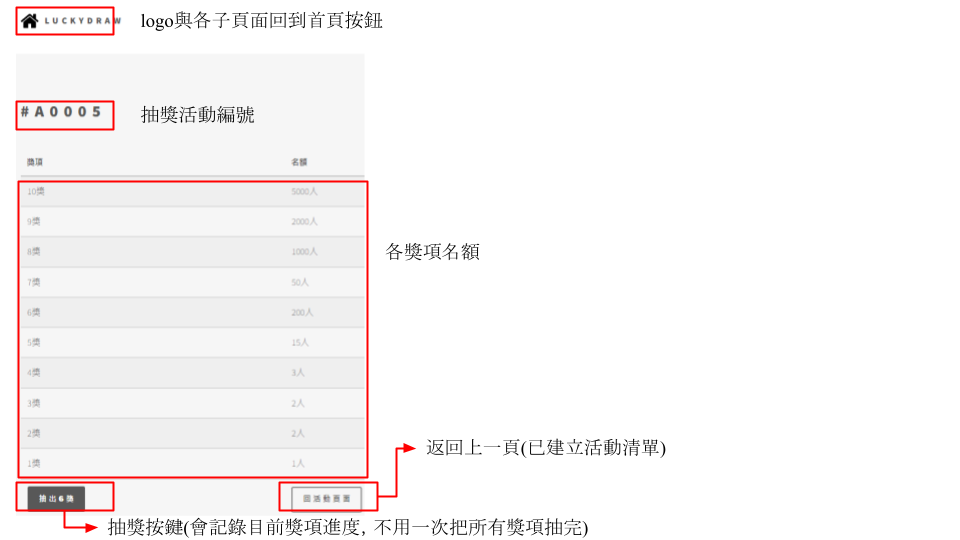 LUCKYDRAW
logo與各子頁面回到首頁按鈕
#A0005
抽獎活動編號
獎項 名額
10獎 5000人
9獎 2000人
8獎 1000人
7獎 50人
6獎 200人
5獎 15人
4獎 3人
3獎 2人
2獎 2人
1獎 1人
各獎項名額
返回上一頁(已建立活動清單)
抽出6獎 回活動頁面
抽獎按鍵(會記錄目前獎項進度, 不用一次把所有獎項抽完)